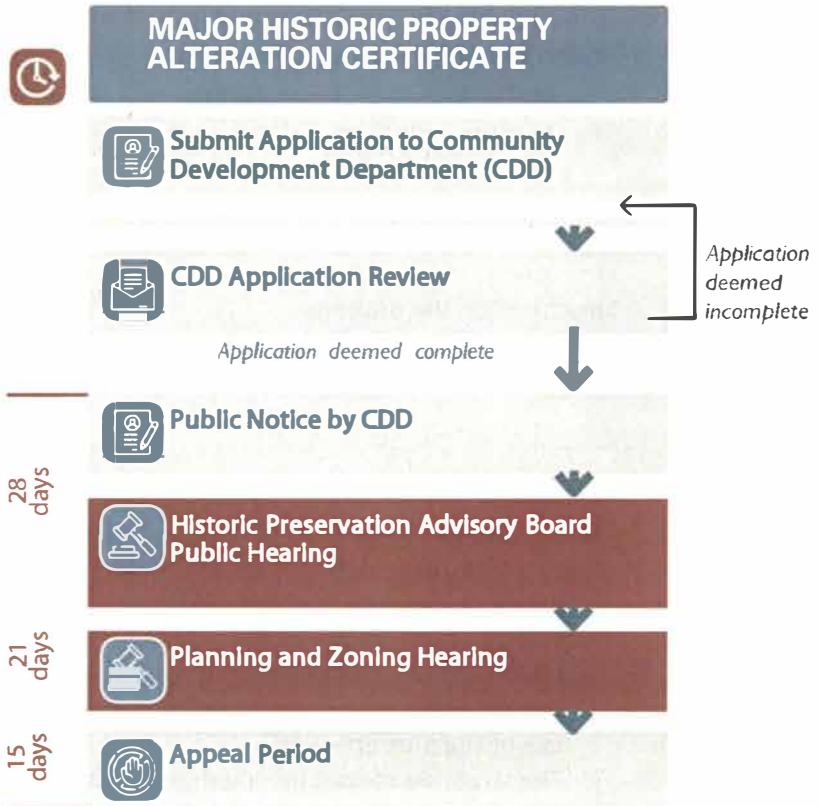 MAJOR HISTORIC PROPERTY
ALTERATION CERTIFICATE
Submit Application to Community
Development Department (CDD)
Application
deemed
incomplete
CDD Application Review
Application deemed complete
Public Notice by CDD
28
days
Historic Preservation Advisory Board
Public Hearing
21
days
Planning and Zoning Hearing
15
days
Appeal Period